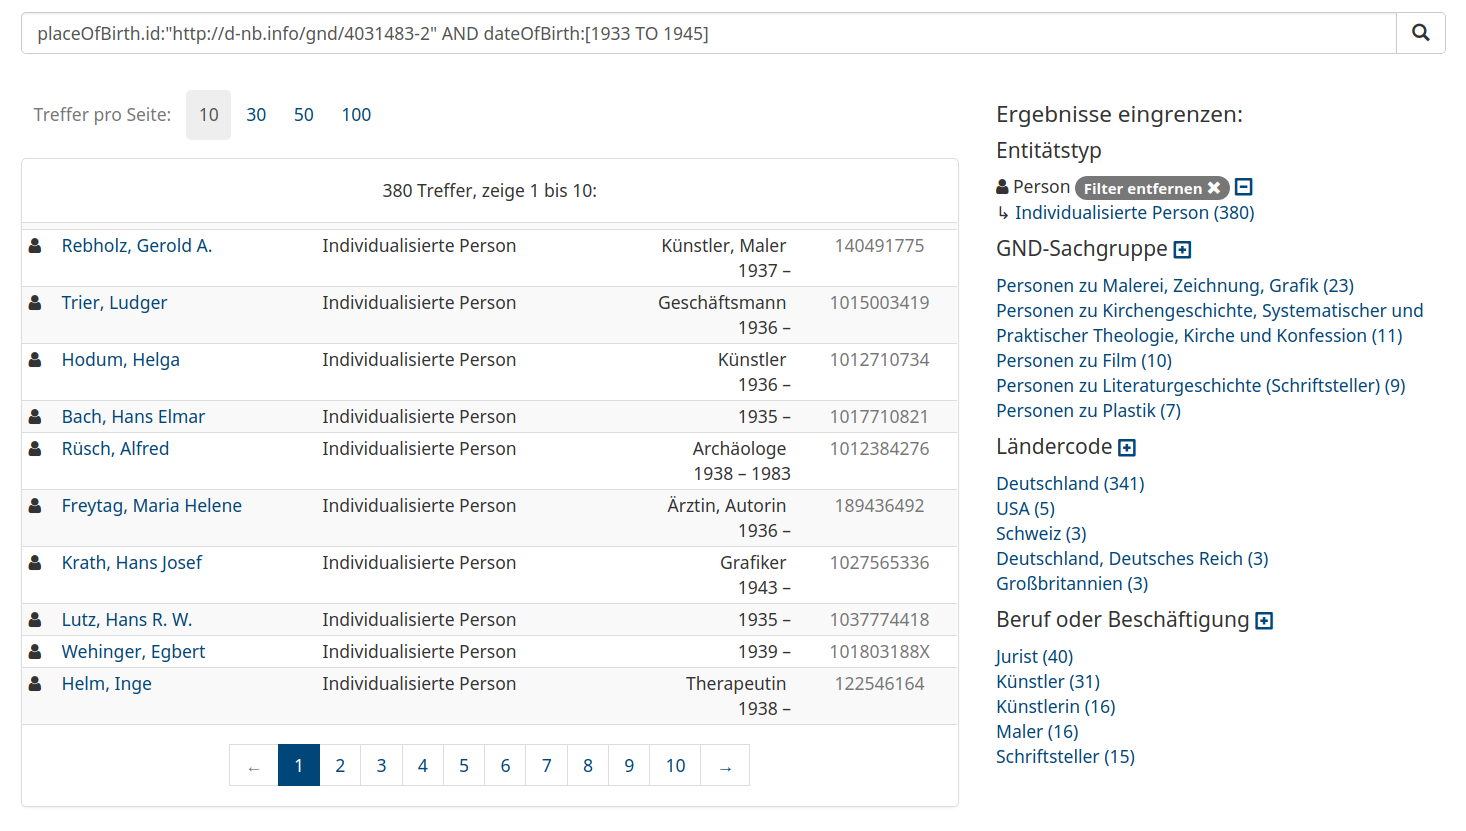 placeOfBirth.id:"http://d-nb.info/gnd/4031483-2" AND dateOfBirth:[1933 TO 1945]
Treffer pro Seite: 10 30 50 100
380 Treffer, zeige 1 bis 10:
Rebholz, Gerold A. Individualisierte Person Künstler, Maler 140491775
1937 –
Trier, Ludger Individualisierte Person Geschäftsmann 1015003419
1936 –
Hodum, Helga Individualisierte Person Künstler 1012710734
1936 –
Bach, Hans Elmar Individualisierte Person 1935 – 1017710821
Rüsch, Alfred Individualisierte Person Archäologe 1012384276
1938 – 1983
Freytag, Maria Helene Individualisierte Person Ärztin, Autorin 189436492
1936 –
Krath, Hans Josef Individualisierte Person Grafiker 1027565336
1943 –
Lutz, Hans R. W. Individualisierte Person 1935 – 1037774418
Wehinger, Egbert Individualisierte Person 1939 – 101803188X
Helm, Inge Individualisierte Person Therapeutin 122546164
1938 –
← 1 2 3 4 5 6 7 8 9 10 →
Ergebnisse eingrenzen:
Entitätstyp
Person Filter entfernen ✖
↳ Individualisierte Person (380)
GND-Sachgruppe
Personen zu Malerei, Zeichnung, Grafik (23)
Personen zu Kirchengeschichte, Systematischer und
Praktischer Theologie, Kirche und Konfession (11)
Personen zu Film (10)
Personen zu Literaturgeschichte (Schriftsteller) (9)
Personen zu Plastik (7)
Ländercode
Deutschland (341)
USA (5)
Schweiz (3)
Deutschland, Deutsches Reich (3)
Großbritannien (3)
Beruf oder Beschäftigung
Jurist (40)
Künstler (31)
Künstlerin (16)
Maler (16)
Schriftsteller (15)